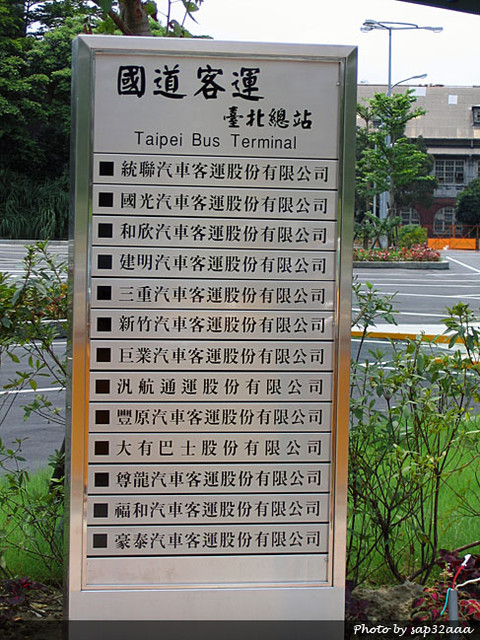 國道客運
臺北總站
Taipei Bus Terminal
■ 統聯汽車客運股份有限公司
■ 國光汽車客運股份有限公司
■ 和欣汽車客運股份有限公司
■ 建明汽車客運股份有限公司
■ 三重汽車客運股份有限公司
■ 新竹汽車客運股份有限公司
■ 巨業汽車客運股份有限公司
■ 汎航通運股份有限公司
■ 豐原汽車客運股份有限公司
■ 大有巴士股份有限公司
■ 尊龍汽車客運股份有限公司
■ 福和汽車客運股份有限公司
■ 豪泰汽車客運股份有限公司
Photo by sap32aaa